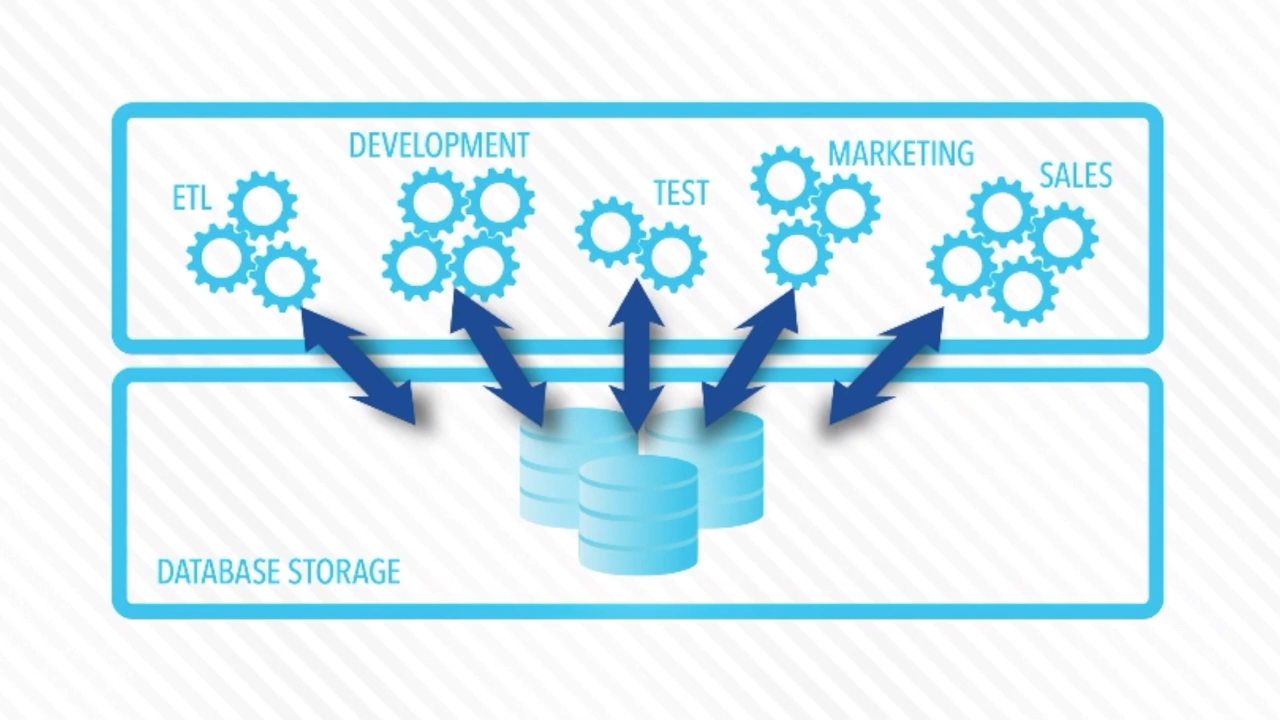 DEVELOPMENT
MARKETING
ETL
TEST
SALES
DATABASE STORAGE